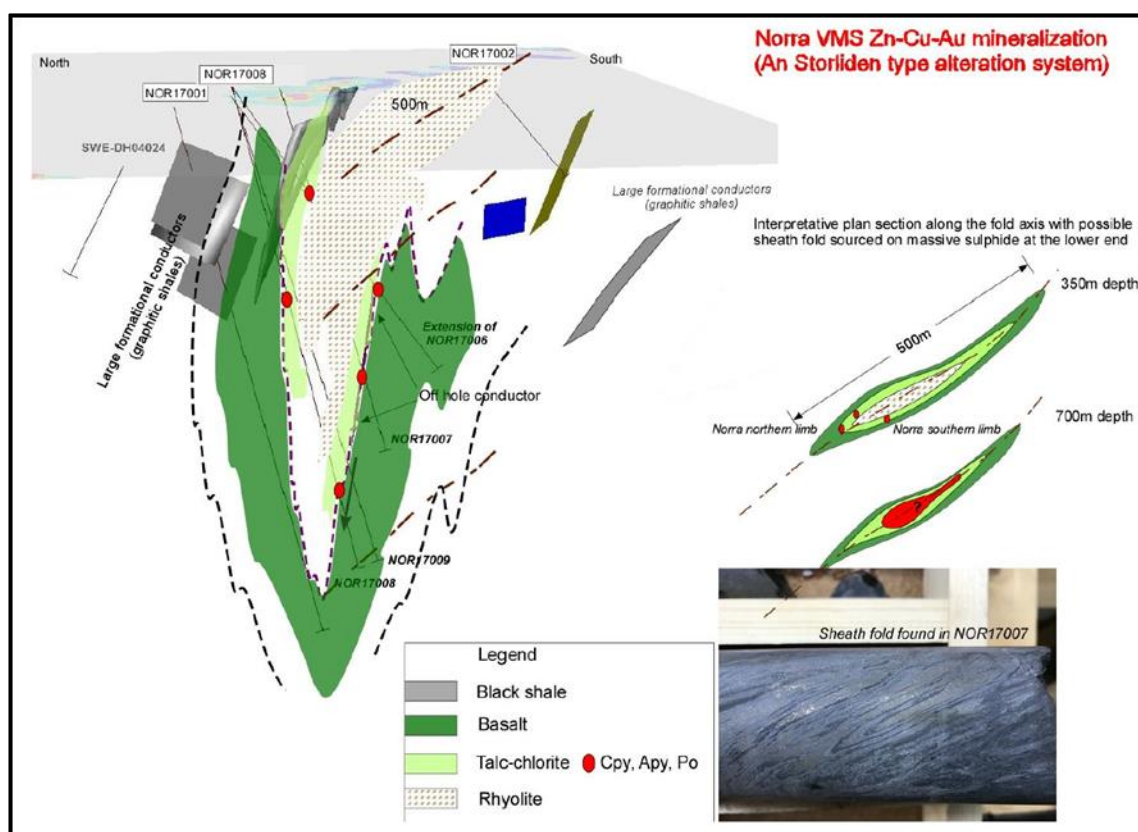 Norra VMS Zn-Cu-Au mineralization
(An Storliden type alteration system)
North
NOR17002
South
NOR17008
NOR17001
500m
SWE-DH04024
Large formational conductors
(graphitic shales)
Large formational conductors
(graphitic shales)
Interpretative plan section along the fold axis with possible
sheath fold sourced on massive sulphide at the lower end
350m depth
500m
Extension of
NOR17006
Off hole conductor
NOR17007
Norra northern limb
Norra southern limb
700m depth
?
NOR17009
NOR17008
Sheath fold found in NOR17007
Legend
Black shale
Basalt
Talc-chlorite
Cpy, Apy, Po
Rhyolite